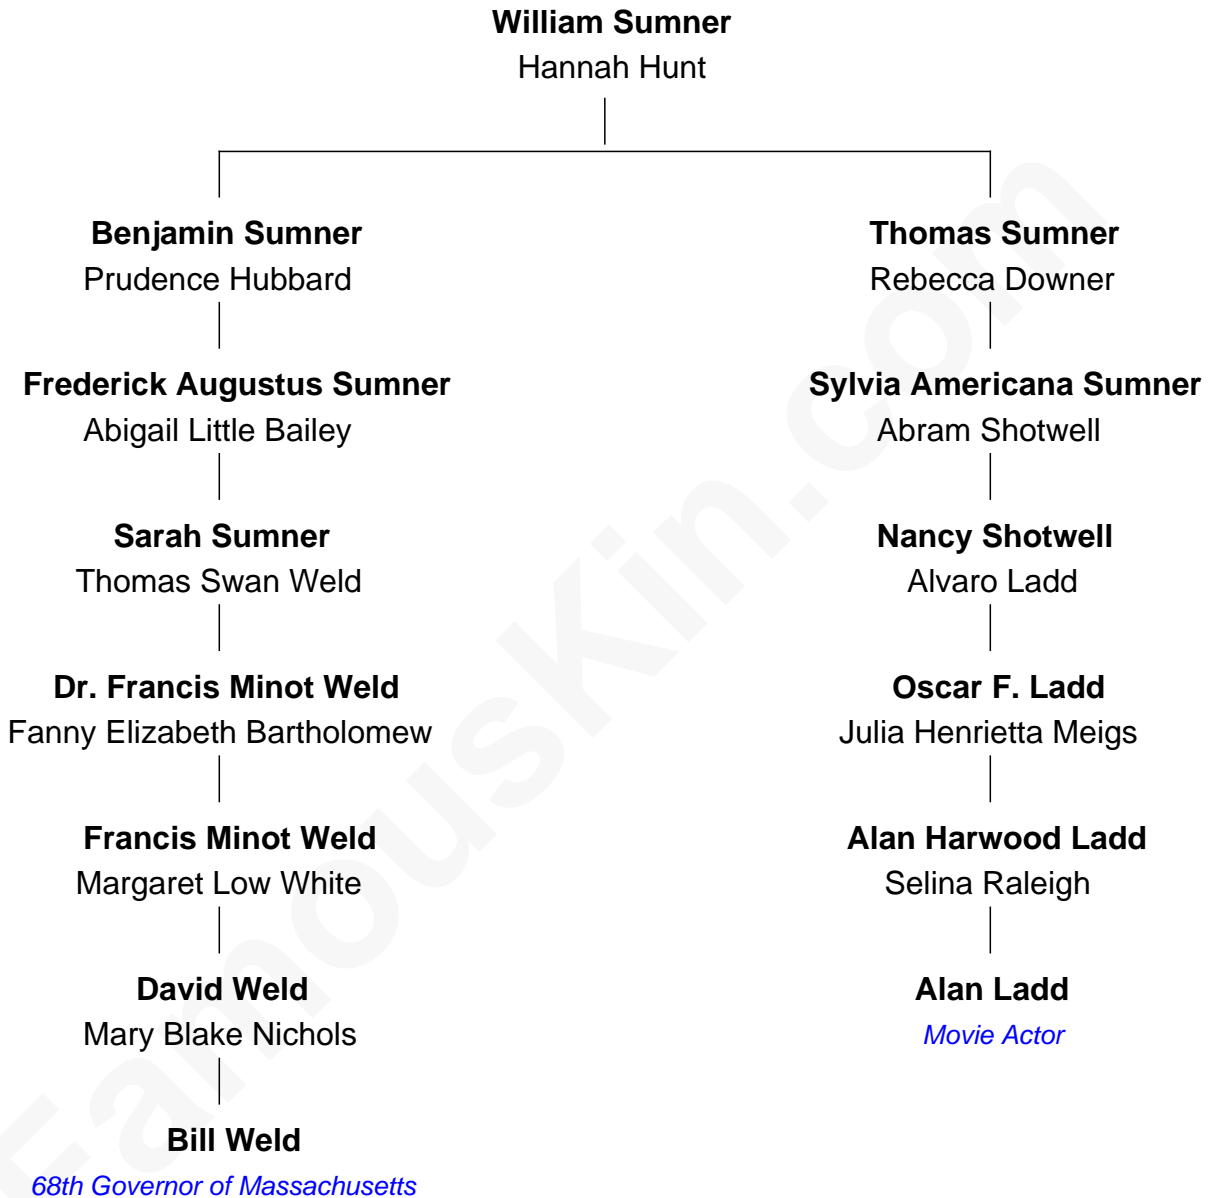 William Sumner
Hannah Hunt
Benjamin Sumner
Prudence Hubbard
Thomas Sumner
Rebecca Downer
Frederick Augustus Sumner
Abigail Little Bailey
Sylvia Americana Sumner
Abram Shotwell
Sarah Sumner
Thomas Swan Weld
Nancy Shotwell
Alvaro Ladd
Dr. Francis Minot Weld
Fanny Elizabeth Bartholomew
Oscar F. Ladd
Julia Henrietta Meigs
Francis Minot Weld
Margaret Low White
Alan Harwood Ladd
Selina Raleigh
David Weld
Mary Blake Nichols
Alan Ladd
Movie Actor
Bill Weld
68th Governor of Massachusetts
FamousKin.com